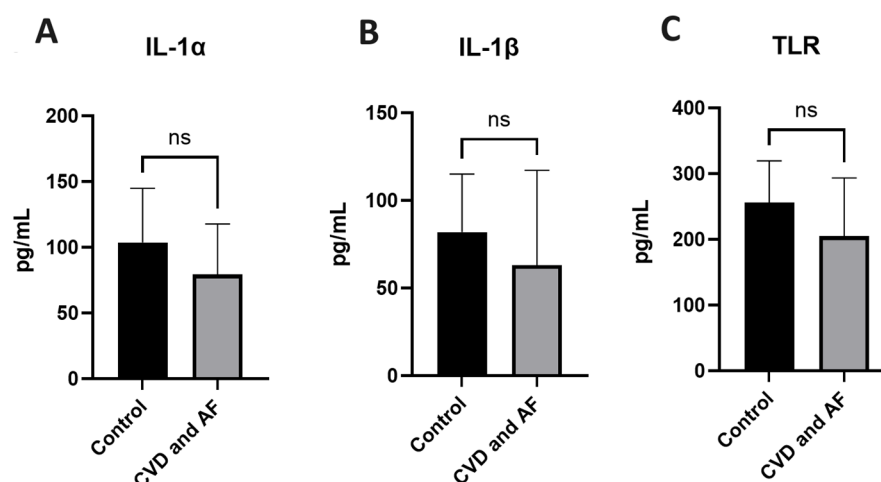 A
IL-1α
ns
200
150
100
50
0
pg/mL
Control
CVD and AF
B
IL-1β
ns
150
100
50
0
pg/mL
Control
CVD and AF
C
TLR
ns
400
300
200
100
0
pg/mL
Control
CVD and AF